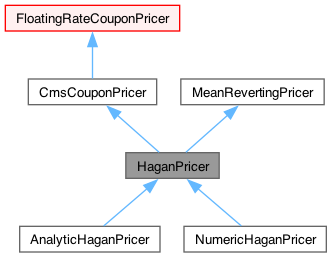 FloatingRateCouponPricer
CmsCouponPricer
MeanRevertingPricer
HaganPricer
AnalyticHaganPricer
NumericHaganPricer